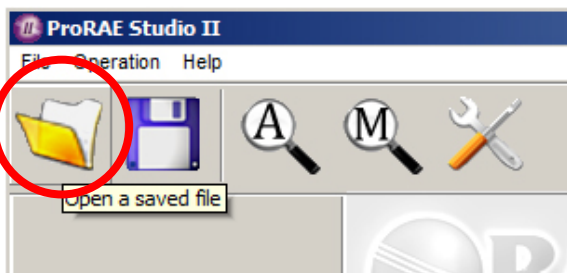 ProRAE Studio II
File Operation Help
A M
Open a saved file
R